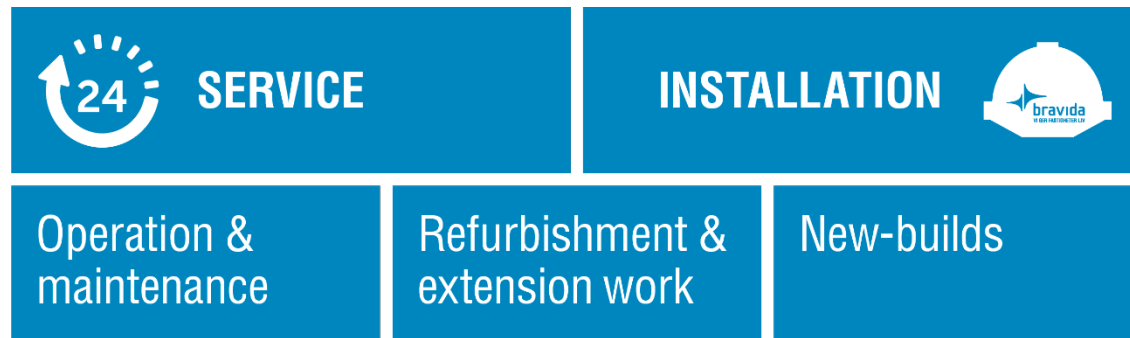 24
SERVICE
INSTALLATION
bravida
Operation &
maintenance
Refurbishment &
extension work
New-builds